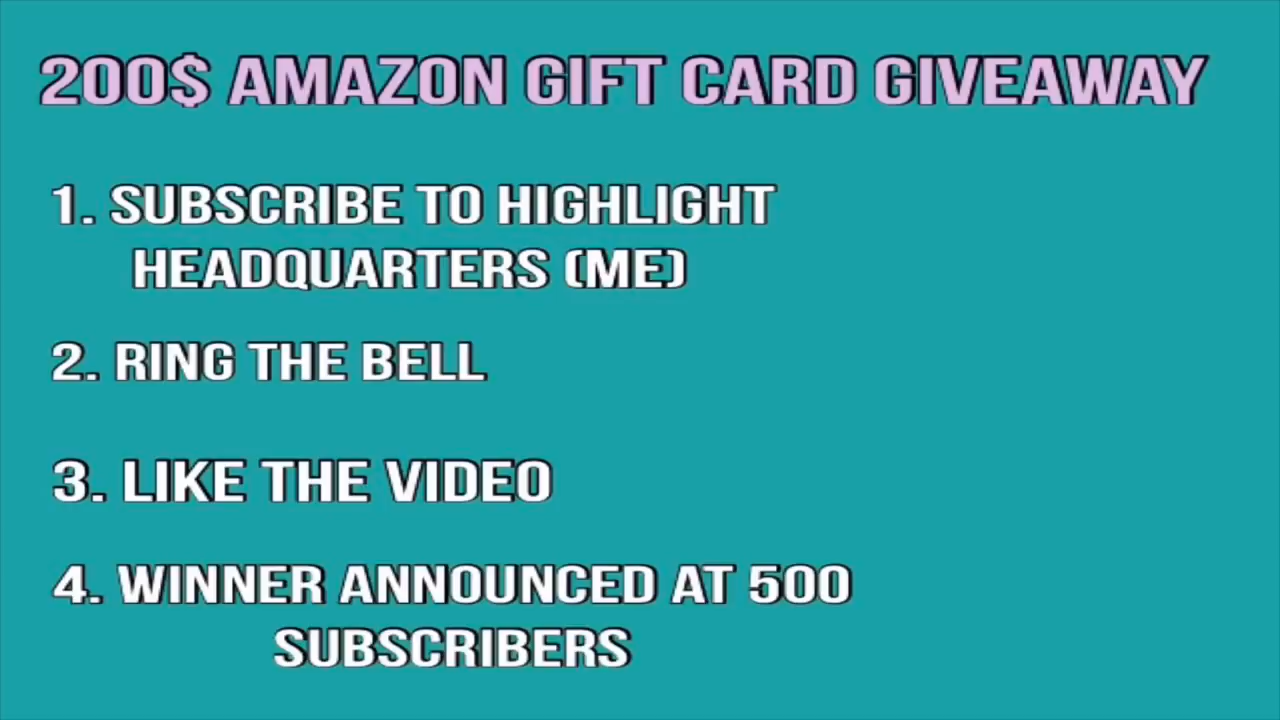 200$ AMAZON GIFT CARD GIVEAWAY
1. SUBSCRIBE TO HIGHLIGHT
HEADQUARTERS (ME)
2. RING THE BELL
3. LIKE THE VIDEO
4. WINNER ANNOUNCED AT 500
SUBSCRIBERS